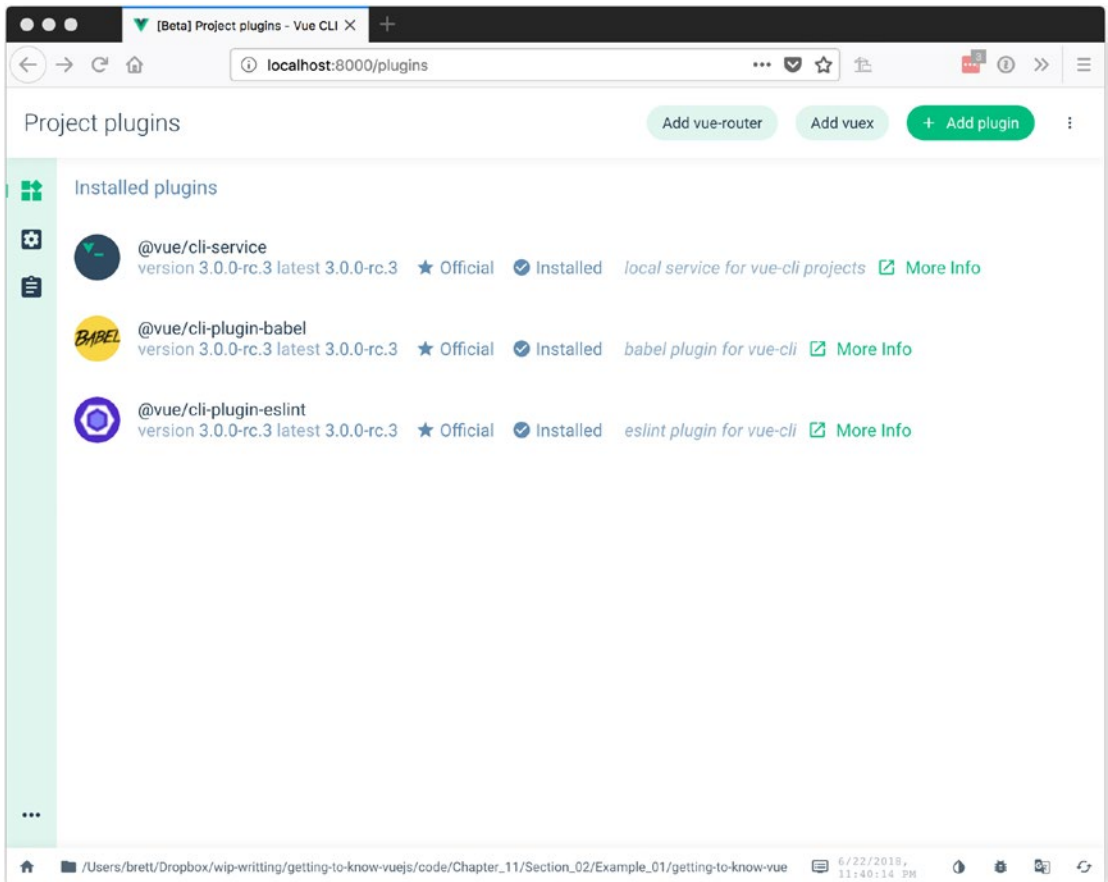 [Beta] Project plugins - Vue CLI
localhost:8000/plugins
Project plugins
Add vue-router
Add vuex
+ Add plugin
Installed plugins
@vue/cli-service
version 3.0.0-rc.3 latest 3.0.0-rc.3 Official Installed local service for vue-cli projects More Info
BABEL
@vue/cli-plugin-babel
version 3.0.0-rc.3 latest 3.0.0-rc.3 Official Installed babel plugin for vue-cli More Info
@vue/cli-plugin-eslint
version 3.0.0-rc.3 latest 3.0.0-rc.3 Official Installed eslint plugin for vue-cli More Info
/Users/brett/Dropbox/wip-writting/getting-to-know-vuejs/code/Chapter_11/Section_02/Example_01/getting-to-know-vue
6/22/2018,
11:40:14 PM